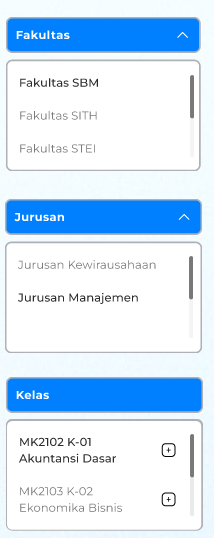 Fakultas
Fakultas SBM
Fakultas SITH
Fakultas STEI
Jurusan
Jurusan Kewirausahaan
Jurusan Manajemen
Kelas
MK2102 K-01
Akuntansi Dasar
MK2103 K-02
Ekonomika Bisnis